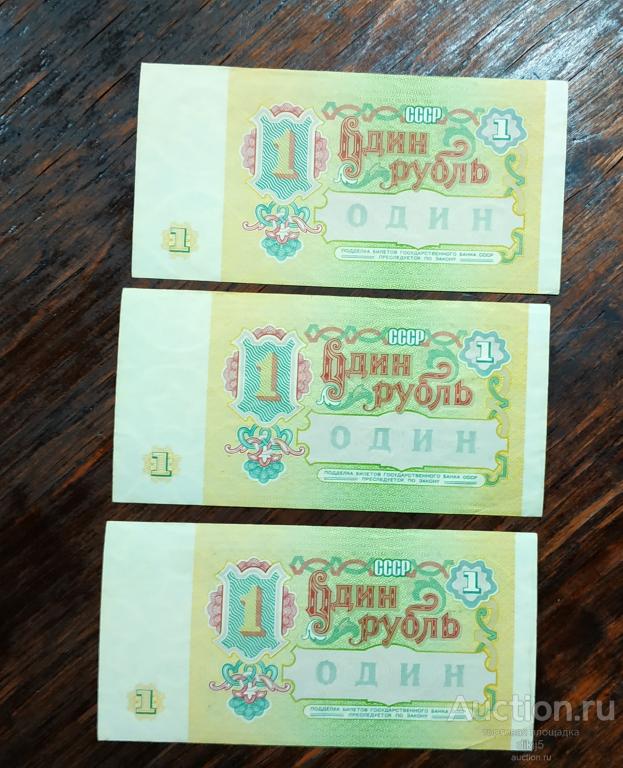 СССР
1
1
Один
рубль
ОДИН
1
ПОДДЕЛКА БИЛЕТОВ ГОСУДАРСТВЕННОГО БАНКА СССР
ПРЕСЛЕДУЕТСЯ ПО ЗАКОНУ
СССР
1
1
Один
рубль
ОДИН
1
ПОДДЕЛКА БИЛЕТОВ ГОСУДАРСТВЕННОГО БАНКА СССР
ПРЕСЛЕДУЕТСЯ ПО ЗАКОНУ
СССР
1
1
Один
рубль
ОДИН
1
ПОДДЕЛКА БИЛЕТОВ ГОСУДАРСТВЕННОГО БАНКА СССР
ПРЕСЛЕДУЕТСЯ ПО ЗАКОНУ
Auction.ru
торговая площадка
dikij5
auction.ru